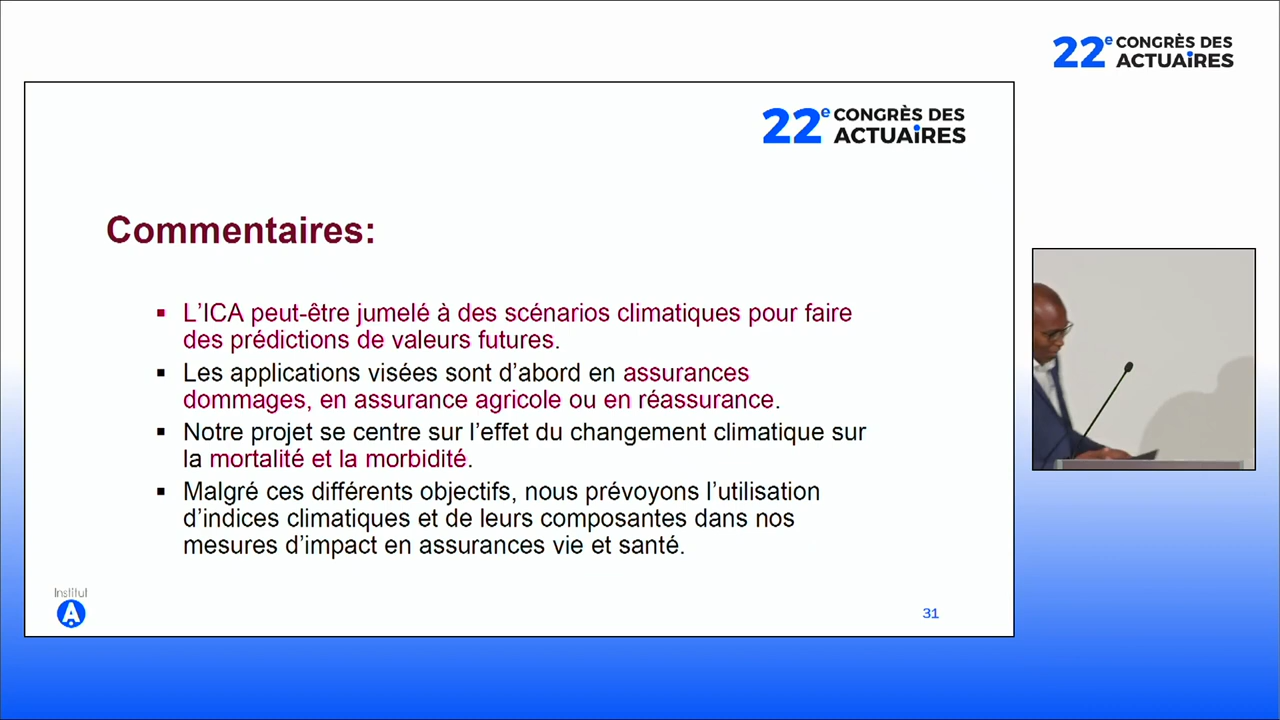 22e CONGRÈS DES
ACTUAIRES
22e CONGRÈS DES
ACTUAIRES
Commentaires:
▪ L’ICA peut-être jumelé à des scénarios climatiques pour faire
des prédictions de valeurs futures.
▪ Les applications visées sont d’abord en assurances
dommages, en assurance agricole ou en réassurance.
▪ Notre projet se centre sur l’effet du changement climatique sur
la mortalité et la morbidité.
▪ Malgré ces différents objectifs, nous prévoyons l’utilisation
d’indices climatiques et de leurs composantes dans nos
mesures d’impact en assurances vie et santé.
Institut
A
31